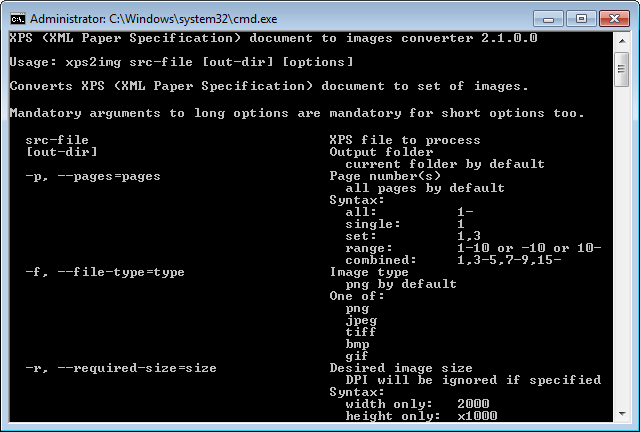 Administrator: C:\Windows\system32\cmd.exe
XPS (XML Paper Specification) document to images converter 2.1.0.0
Usage: xps2img src-file [out-dir] [options]
Converts XPS (XML Paper Specification) document to set of images.
Mandatory arguments to long options are mandatory for short options too.
src-file XPS file to process
[out-dir] Output folder
current folder by default
-p, --pages=pages Page number(s)
all pages by default
Syntax:
all: 1-
single: 1
set: 1,3
range: 1-10 or -10 or 10-
combined: 1,3-5,7-9,15-
-f, --file-type=type Image type
png by default
One of:
png
jpeg
tiff
bmp
gif
-r, --required-size=size Desired image size
DPI will be ignored if specified
Syntax:
width only: 2000
height only: x1000